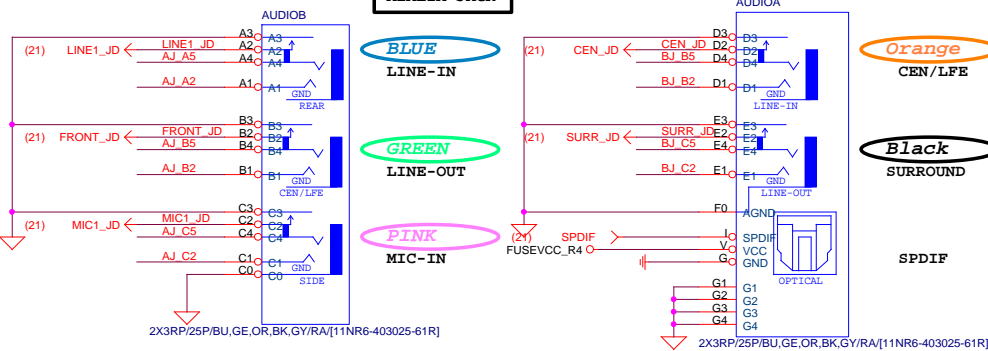 AUDIOB
A3 A3
(21) LINE1_JD LINE1_JD A2 A2
AJ_A5 A4 A4
AJ_A2 A1 A1
GND
REAR
BLUE
LINE-IN
B3 B3
(21) FRONT_JD FRONT_JD B2 B2
AJ_B5 B4 B4
AJ_B2 B1 B1
GND
CEN/LFE
GREEN
LINE-OUT
C3 C3
(21) MIC1_JD MIC1_JD C2 C2
AJ_C5 C4 C4
AJ_C2 C1 C1
GND
C0 C0
SIDE
PINK
MIC-IN
2X3RP/25P/BU,GE,OR,BK,GY/RA/[11NR6-403025-61R]
AUDIOA
D3 D3
(21) CEN_JD CEN_JD D2 D2
BJ_B5 D4 D4
BJ_B2 D1 D1
GND
LINE-IN
Orange
CEN/LFE
E3 E3
(21) SURR_JD SURR_JD E2 E2
BJ_C5 E4 E4
BJ_C2 E1 E1
GND
LINE-OUT
Black
SURROUND
F0 AGND
(21) SPDIF I SPDIF
FUSEVCC_R4 V VCC
G GND
OPTICAL
SPDIF
G1 G1
G2 G2
G3 G3
G4 G4
2X3RP/25P/BU,GE,OR,BK,GY/RA/[11NR6-403025-61R]